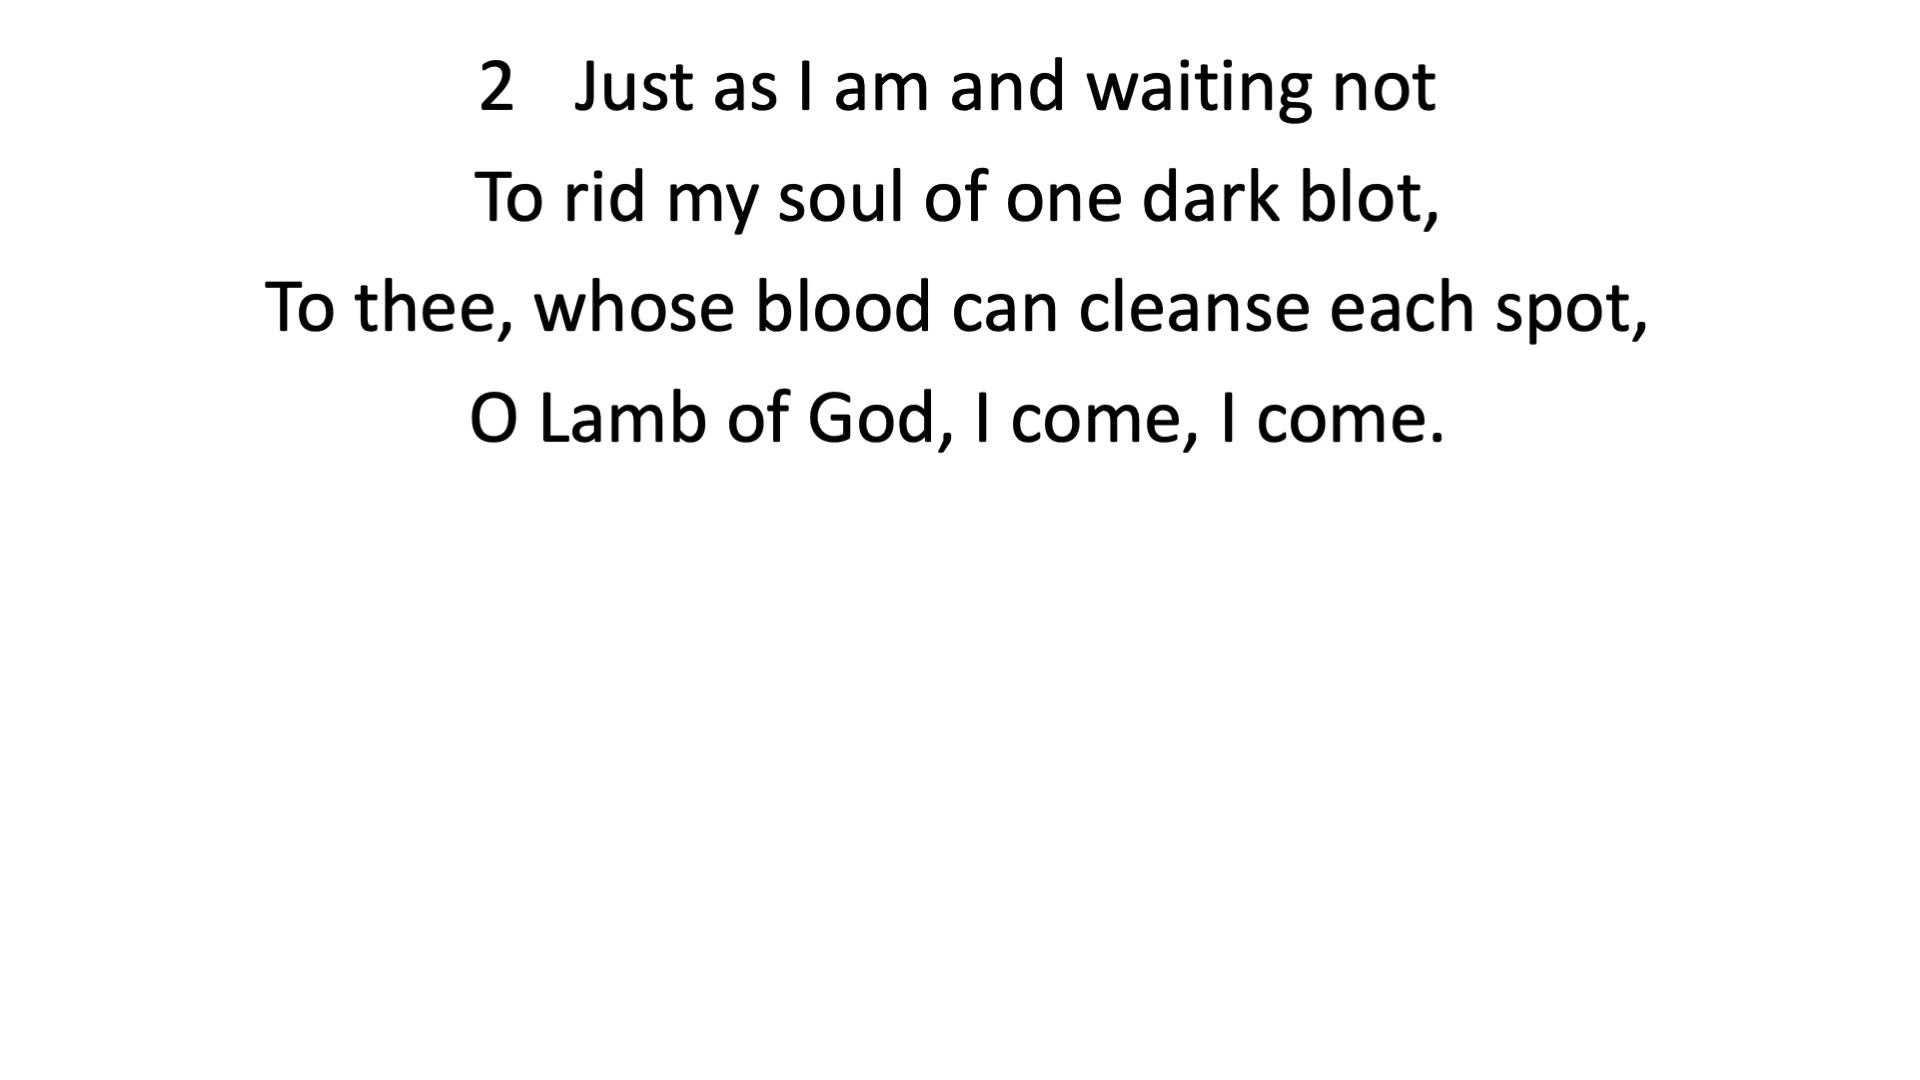 2 Just as I am and waiting not
To rid my soul of one dark blot,
To thee, whose blood can cleanse each spot,
O Lamb of God, I come, I come.